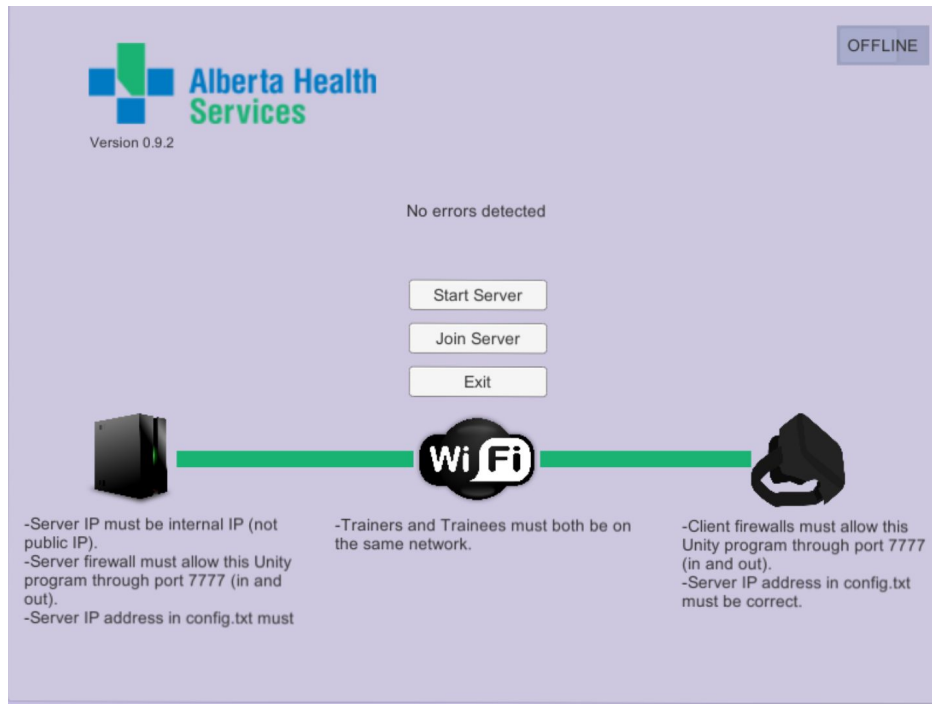 OFFLINE
Alberta Health
Services
Version 0.9.2
No errors detected
Start Server
Join Server
Exit
Wi Fi
-Server IP must be internal IP (not
public IP).
-Server firewall must allow this Unity
program through port 7777 (in and
out).
-Server IP address in config.txt must
-Trainers and Trainees must both be on
the same network.
-Client firewalls must allow this
Unity program through port 7777
(in and out).
-Server IP address in config.txt
must be correct.